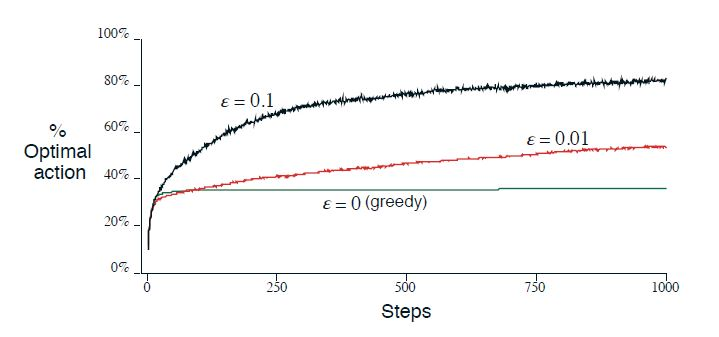 100%
80%
60%
40%
20%
0%
%
Optimal
action
ε = 0.1
ε = 0.01
ε = 0 (greedy)
0
250
500
750
1000
Steps